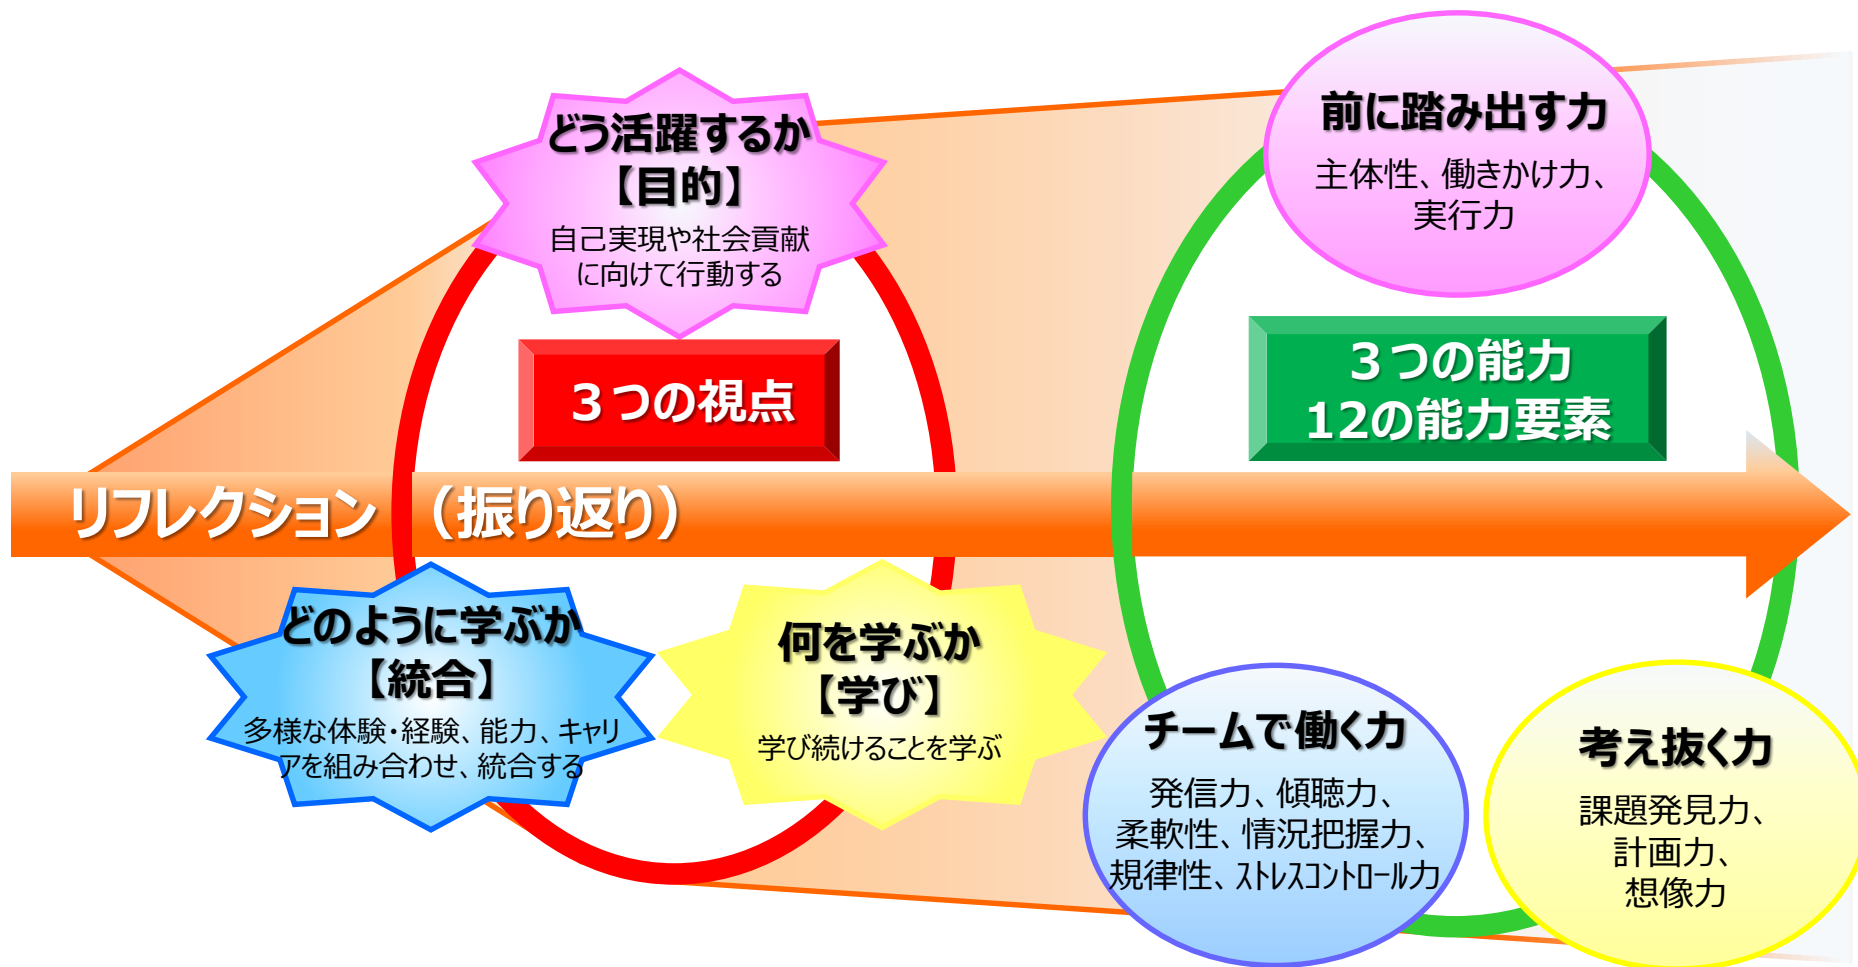 どう活躍するか
【目的】
自己実現や社会貢献
に向けて行動する
３つの視点
前に踏み出す力
主体性、働きかけ力、
実行力
３つの能力
12の能力要素
リフレクション （振り返り）
どのように学ぶか
【統合】
多様な体験・経験、能力、キャリ
アを組み合わせ、統合する
何を学ぶか
【学び】
学び続けることを学ぶ
チームで働く力
発信力、傾聴力、
柔軟性、情況把握力、
規律性、ｽﾄﾚｽｺﾝﾄﾛｰﾙ力
考え抜く力
課題発見力、
計画力、
想像力